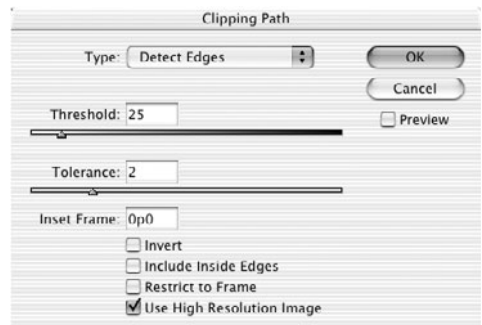 Clipping Path
Type: Detect Edges
OK
Cancel
Preview
Threshold: 25
Tolerance: 2
Inset Frame: 0p0
Invert
Include Inside Edges
Restrict to Frame
Use High Resolution Image